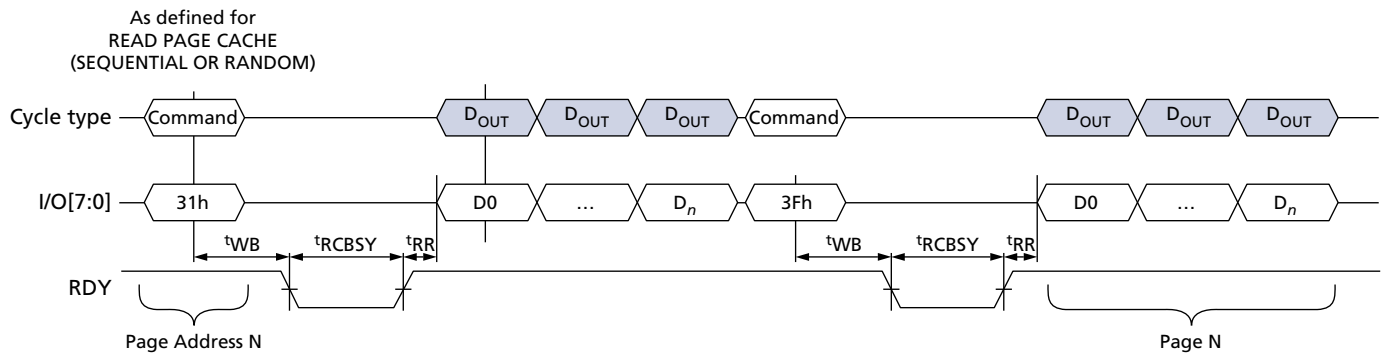 As defined for
READ PAGE CACHE
(SEQUENTIAL OR RANDOM)
Cycle type Command DOUT DOUT DOUT Command DOUT DOUT DOUT
I/O[7:0] 31h D0 … Dn 3Fh D0 … Dn
tWB tRCBSY tRR tWB tRCBSY tRR
RDY
Page Address N Page N